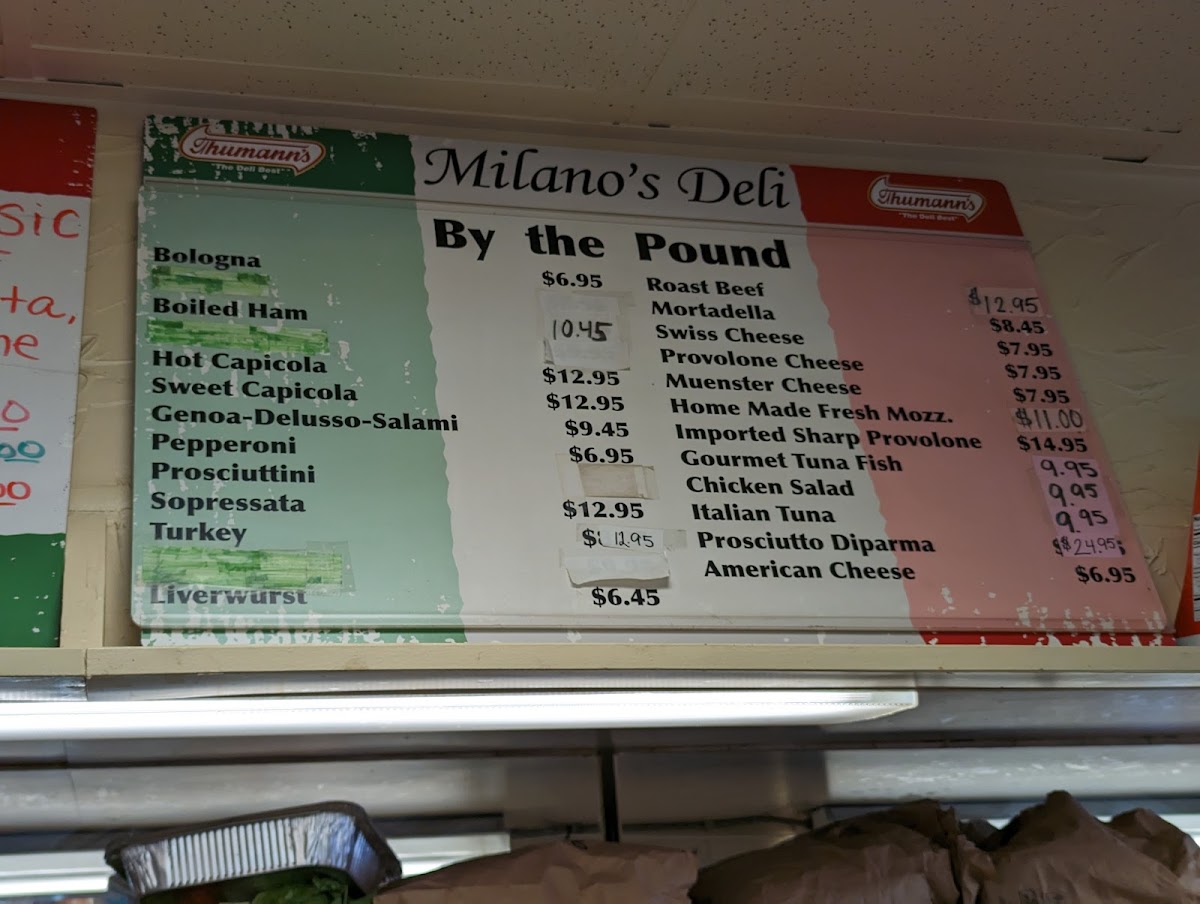 sic
ta,
Thumann's
"The Deli Best"
Milano's Deli
Thumann's
"The Deli Best"
By the Pound
Bologna $6.95
Boiled Ham 10.45
Hot Capicola $12.95
Sweet Capicola $12.95
Genoa-Delusso-Salami $9.45
Pepperoni $6.95
Prosciuttini
Sopressata $12.95
Turkey $12.95
Liverwurst $6.45
Roast Beef $12.95
Mortadella $8.45
Swiss Cheese $7.95
Provolone Cheese $7.95
Muenster Cheese $7.95
Home Made Fresh Mozz. $11.00
Imported Sharp Provolone $14.95
Gourmet Tuna Fish 9.95
Chicken Salad 9.95
Italian Tuna 9.95
Prosciutto Diparma $24.95
American Cheese $6.95